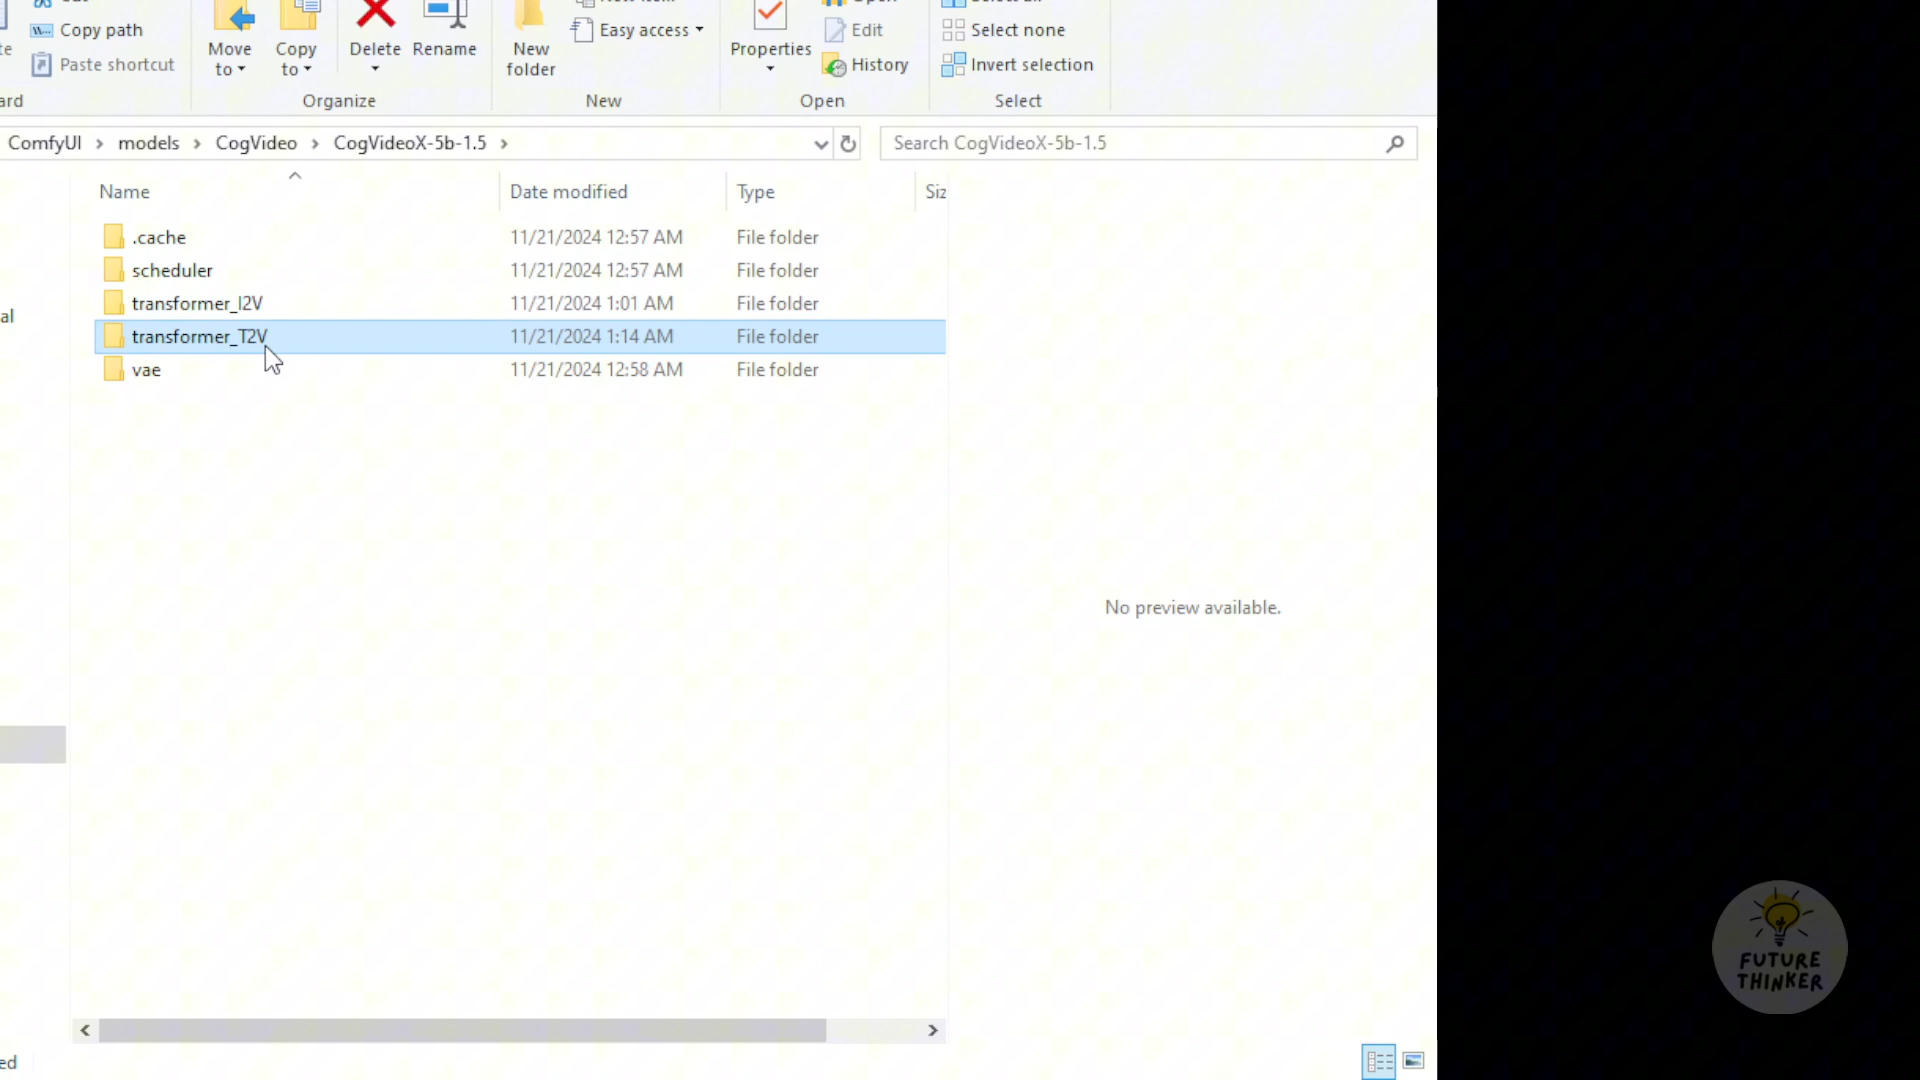 Copy path
Paste shortcut
ard
Move to
Copy to
Delete
Rename
Organize
New folder
Easy access
New
Properties
Edit
History
Open
Select none
Invert selection
Select
ComfyUI > models > CogVideo > CogVideoX-5b-1.5 >
Search CogVideoX-5b-1.5
Name Date modified Type Siz
.cache 11/21/2024 12:57 AM File folder
scheduler 11/21/2024 12:57 AM File folder
transformer_I2V 11/21/2024 1:01 AM File folder
transformer_T2V 11/21/2024 1:14 AM File folder
vae 11/21/2024 12:58 AM File folder
al
No preview available.
ed
FUTURE
THINKER